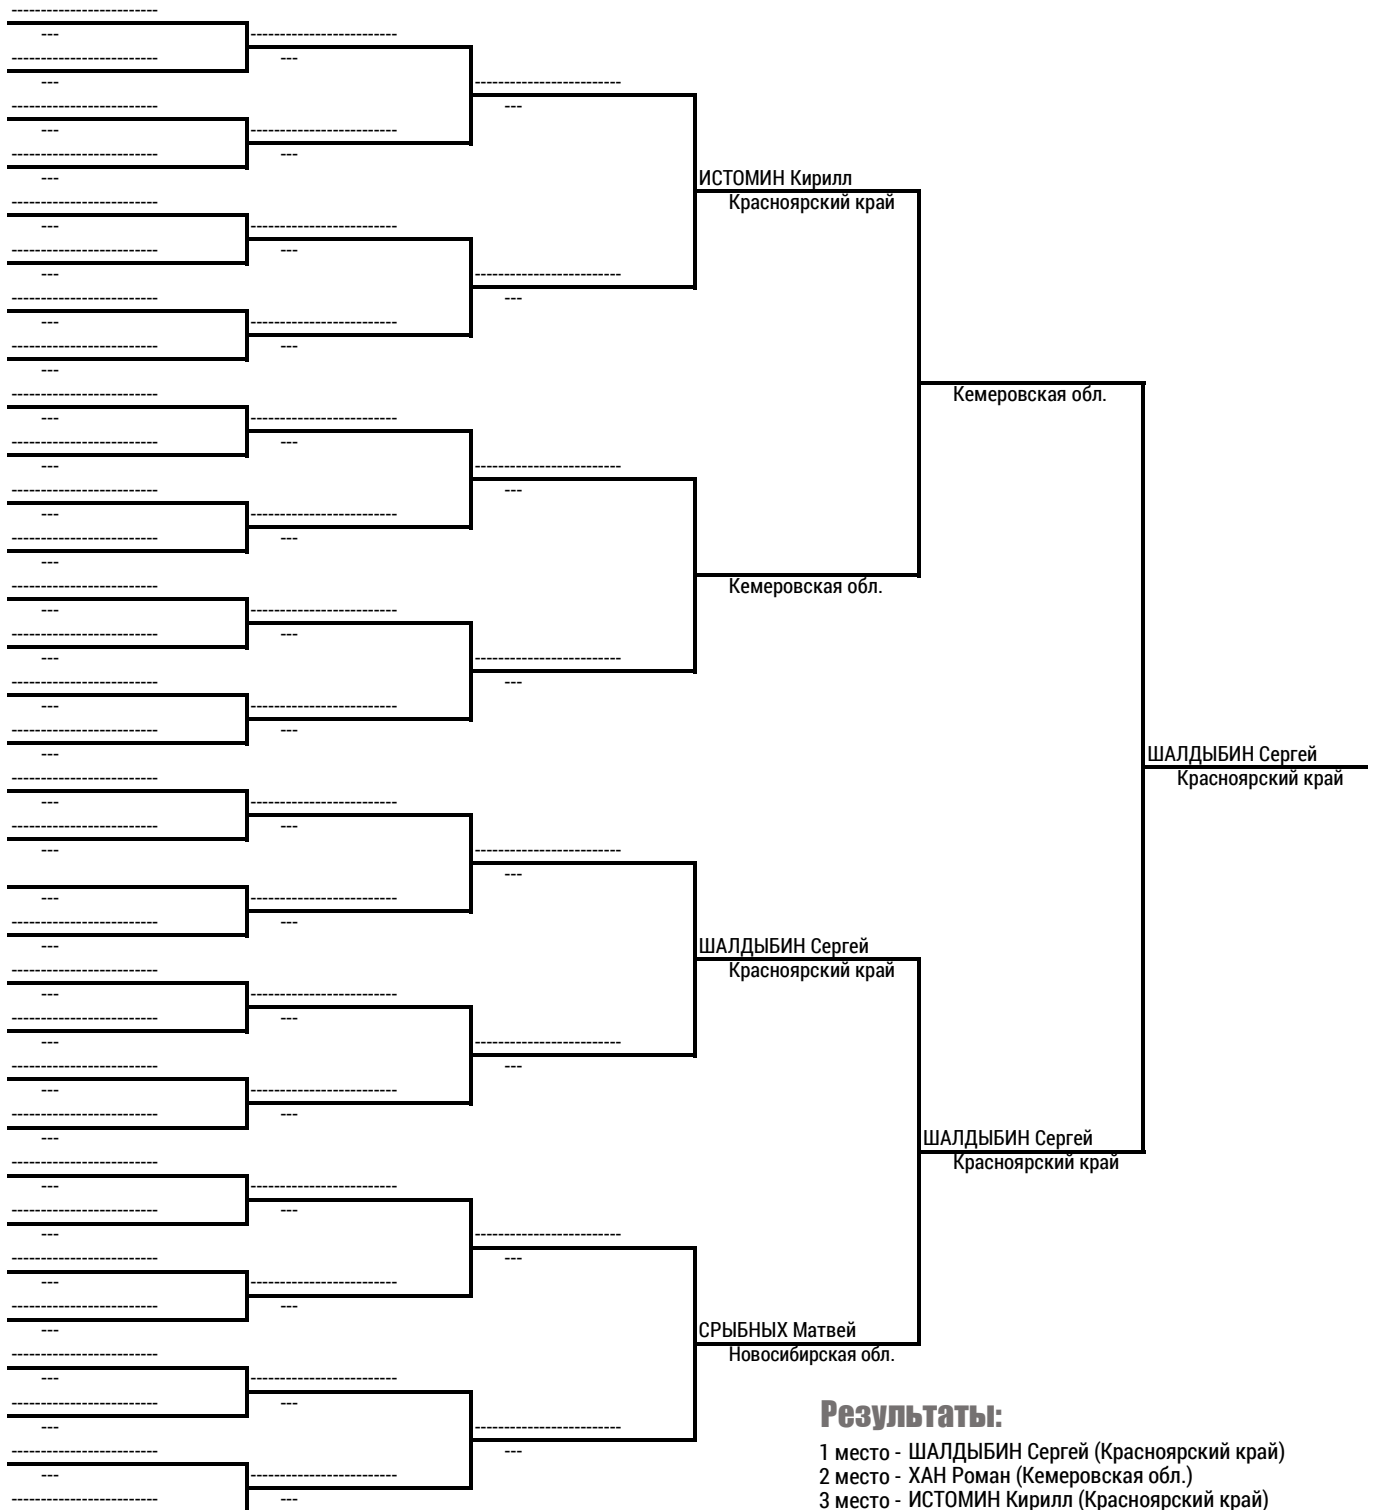 ИСТОМИН Кирилл
Красноярский край
Кемеровская обл.
Кемеровская обл.
ШАЛДЫБИН Сергей
Красноярский край
ШАЛДЫБИН Сергей
Красноярский край
ШАЛДЫБИН Сергей
Красноярский край
СРЫБНЫХ Матвей
Новосибирская обл.
Результаты:
1 место - ШАЛДЫБИН Сергей (Красноярский край)
2 место - ХАН Роман (Кемеровская обл.)
3 место - ИСТОМИН Кирилл (Красноярский край)